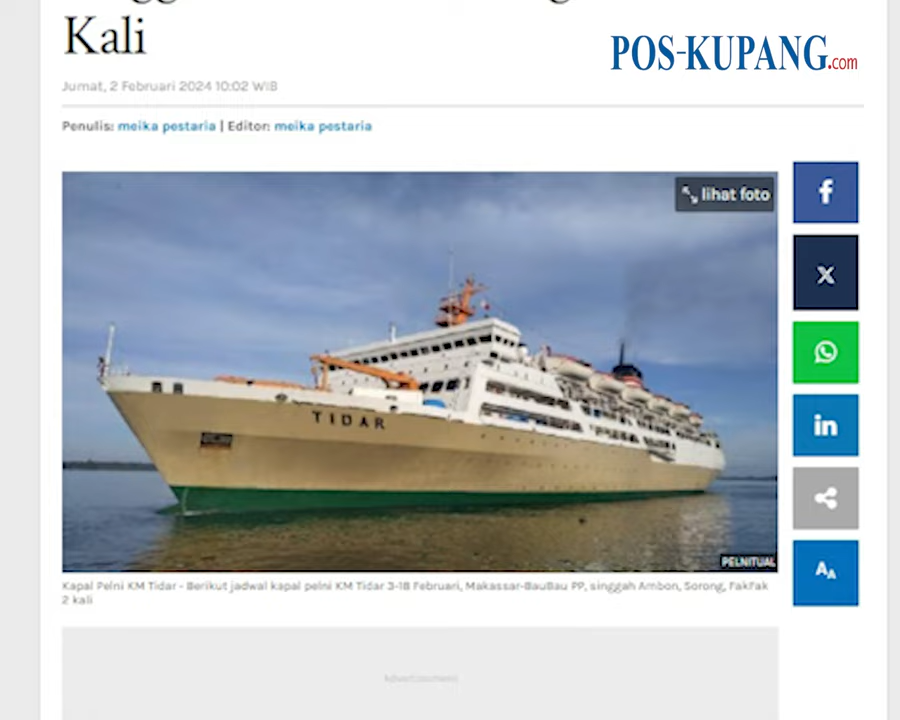 Kali
POS-KUPANG.com
Jumat, 2 Februari 2024 10:02 WIB
Penulis: meika pestaria | Editor: meika pestaria
lihat foto
TIDAR
PELNITUAL
Kapal Pelni KM Tidar - Berikut jadwal kapal pelni KM Tidar 3-18 Februari, Makassar-BauBau PP, singgah Ambon, Sorong, FakFak
2 kali
Advertisement